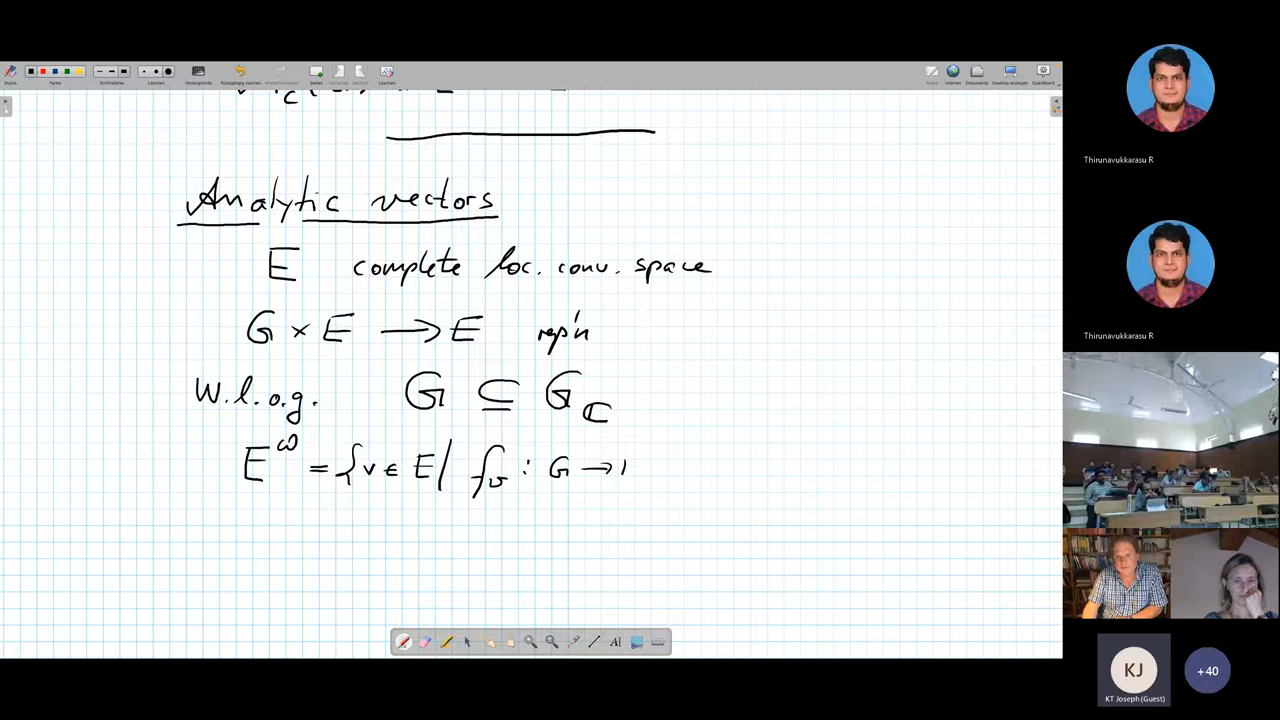 Analytic vectors
E complete loc. conv. space
G × E → E rep'n
W.l.o.g. G ⊆ G_ℂ
E^ω = {v ∈ E | f_v : G →
Thirunavukkarasu R
Thirunavukkarasu R
KJ
+40
KT Joseph (Guest)